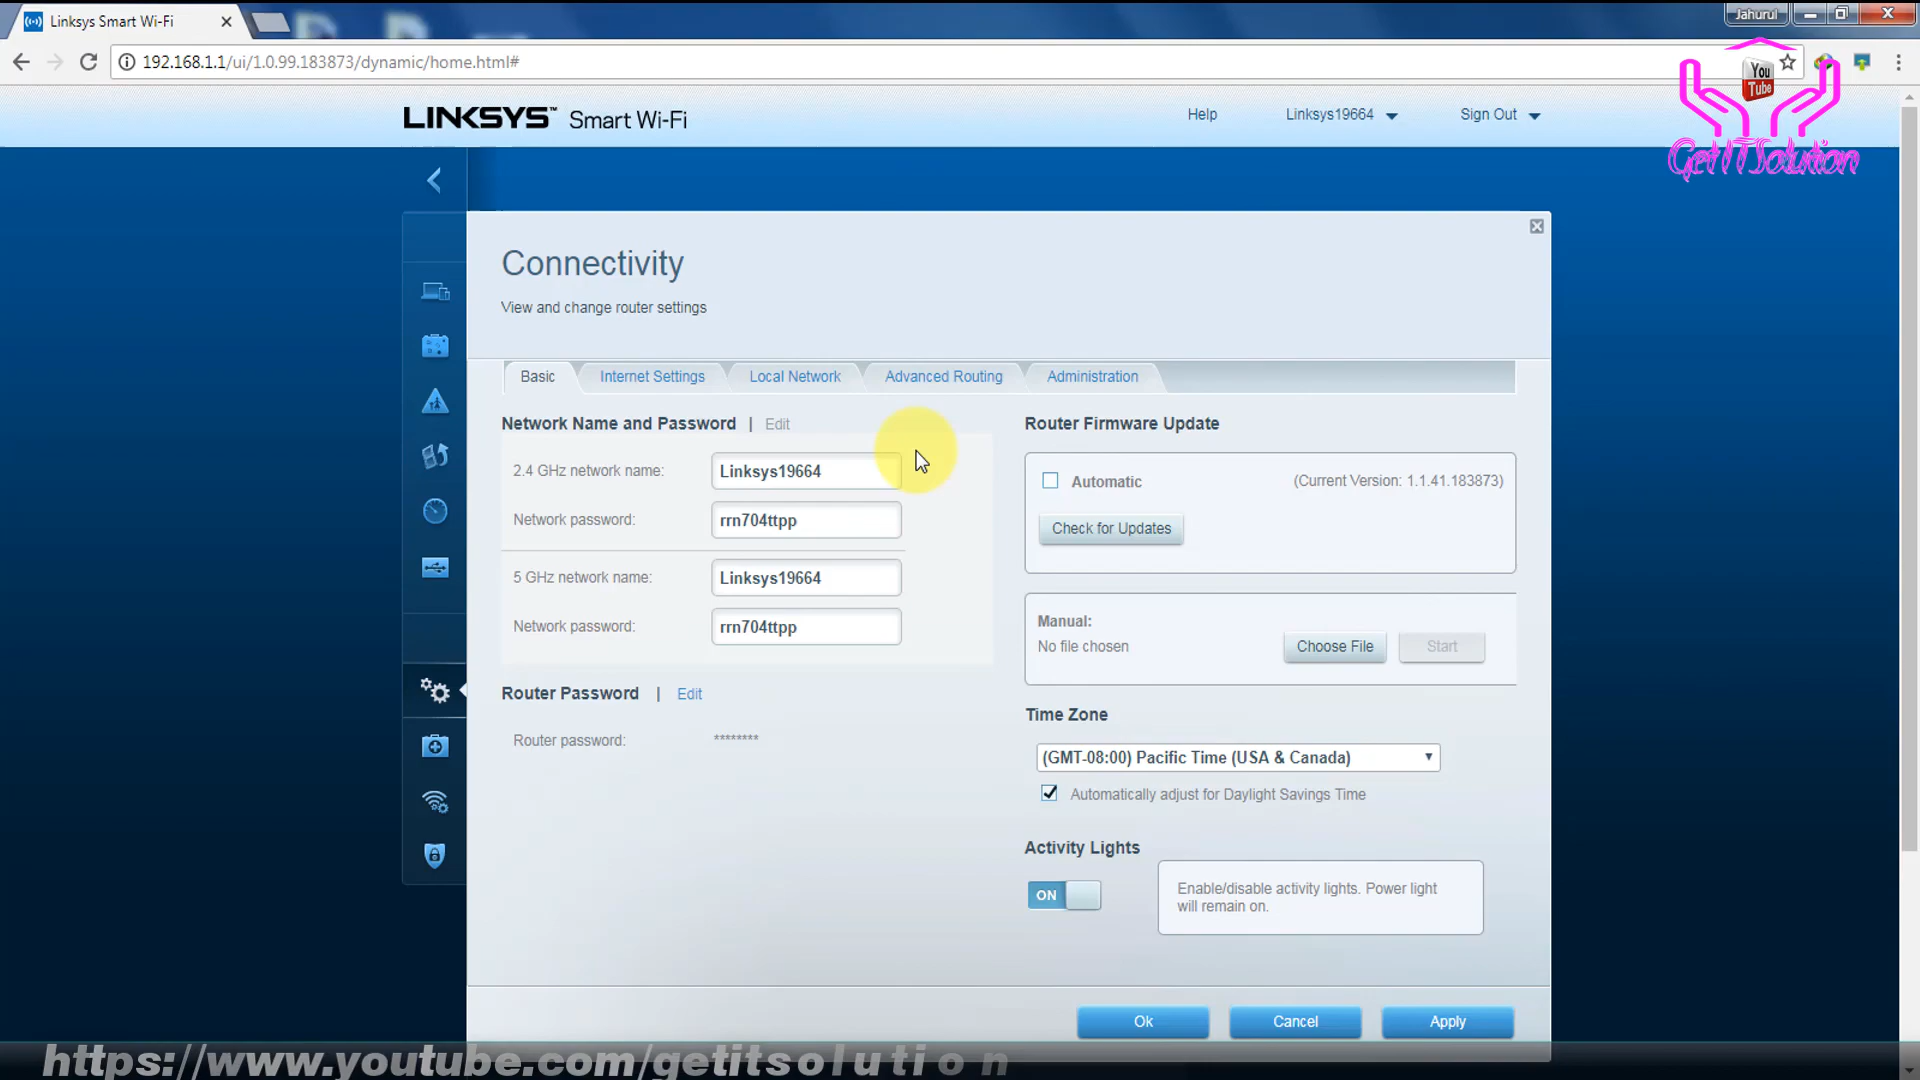 Linksys Smart Wi-Fi
Jahurul
192.168.1.1/ui/1.0.99.183873/dynamic/home.html#
You
Tube
GetITSolution
LINKSYS™ Smart Wi-Fi
Help
Linksys19664
Sign Out
Connectivity
View and change router settings
Basic
Internet Settings
Local Network
Advanced Routing
Administration
Network Name and Password | Edit
2.4 GHz network name: Linksys19664
Network password: rrn704ttpp
5 GHz network name: Linksys19664
Network password: rrn704ttpp
Router Password | Edit
Router password: ********
Router Firmware Update
Automatic (Current Version: 1.1.41.183873)
Check for Updates
Manual:
No file chosen
Choose File
Start
Time Zone
(GMT-08:00) Pacific Time (USA & Canada)
Automatically adjust for Daylight Savings Time
Activity Lights
ON
Enable/disable activity lights. Power light
will remain on.
Ok
Cancel
Apply
https://www.youtube.com/getitsolution